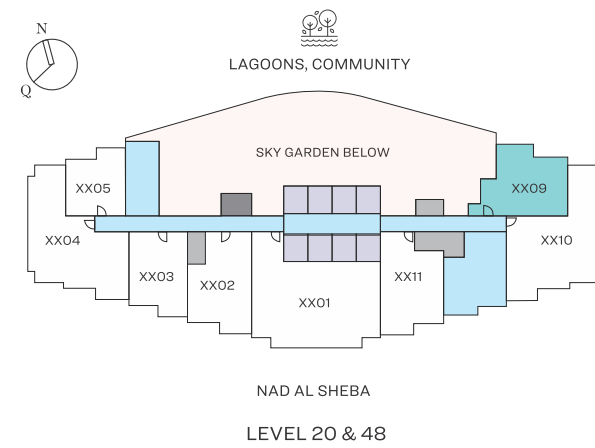 N
Q
LAGOONS, COMMUNITY
SKY GARDEN BELOW
XX05
XX09
XX04
XX10
XX03
XX11
XX02
XX01
NAD AL SHEBA
LEVEL 20 & 48